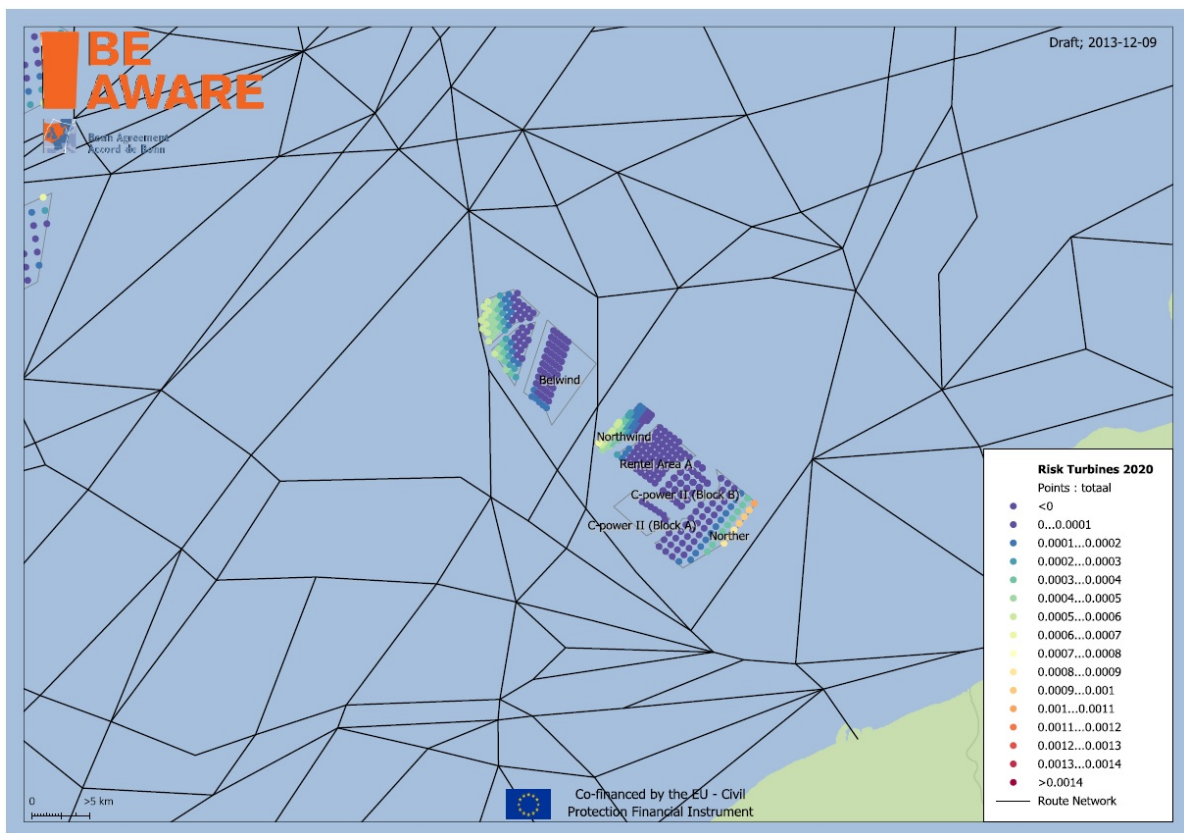 BE
AWARE
Bonn Agreement
Accord de Bonn
Draft; 2013-12-09
Belwind
Northwind
Rentel Area A
C-power II (Block B)
C-power II (Block A)
Norther
Risk Turbines 2020
Points : totaal
<0
0...0.0001
0.0001...0.0002
0.0002...0.0003
0.0003...0.0004
0.0004...0.0005
0.0005...0.0006
0.0006...0.0007
0.0007...0.0008
0.0008...0.0009
0.0009...0.001
0.001...0.0011
0.0011...0.0012
0.0012...0.0013
0.0013...0.0014
>0.0014
Route Network
0 >5 km
Co-financed by the EU - Civil
Protection Financial Instrument